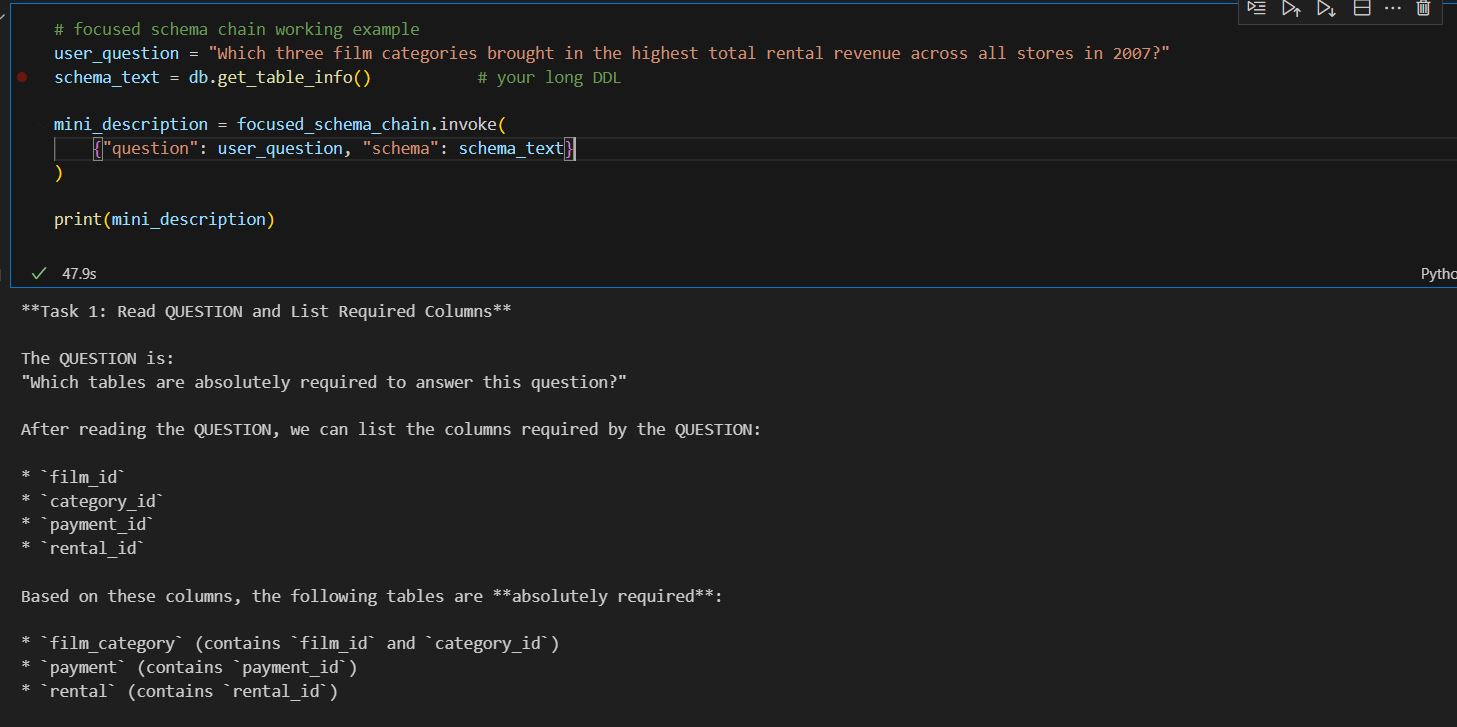 # focused schema chain working example
user_question = "Which three film categories brought in the highest total rental revenue across all stores in 2007?"
schema_text = db.get_table_info()           # your long DDL
mini_description = focused_schema_chain.invoke(
    {"question": user_question, "schema": schema_text}
)
print(mini_description)
47.9s
Pytho
**Task 1: Read QUESTION and List Required Columns**
The QUESTION is:
"Which tables are absolutely required to answer this question?"
After reading the QUESTION, we can list the columns required by the QUESTION:
* `film_id`
* `category_id`
* `payment_id`
* `rental_id`
Based on these columns, the following tables are **absolutely required**:
* `film_category` (contains `film_id` and `category_id`)
* `payment` (contains `payment_id`)
* `rental` (contains `rental_id`)